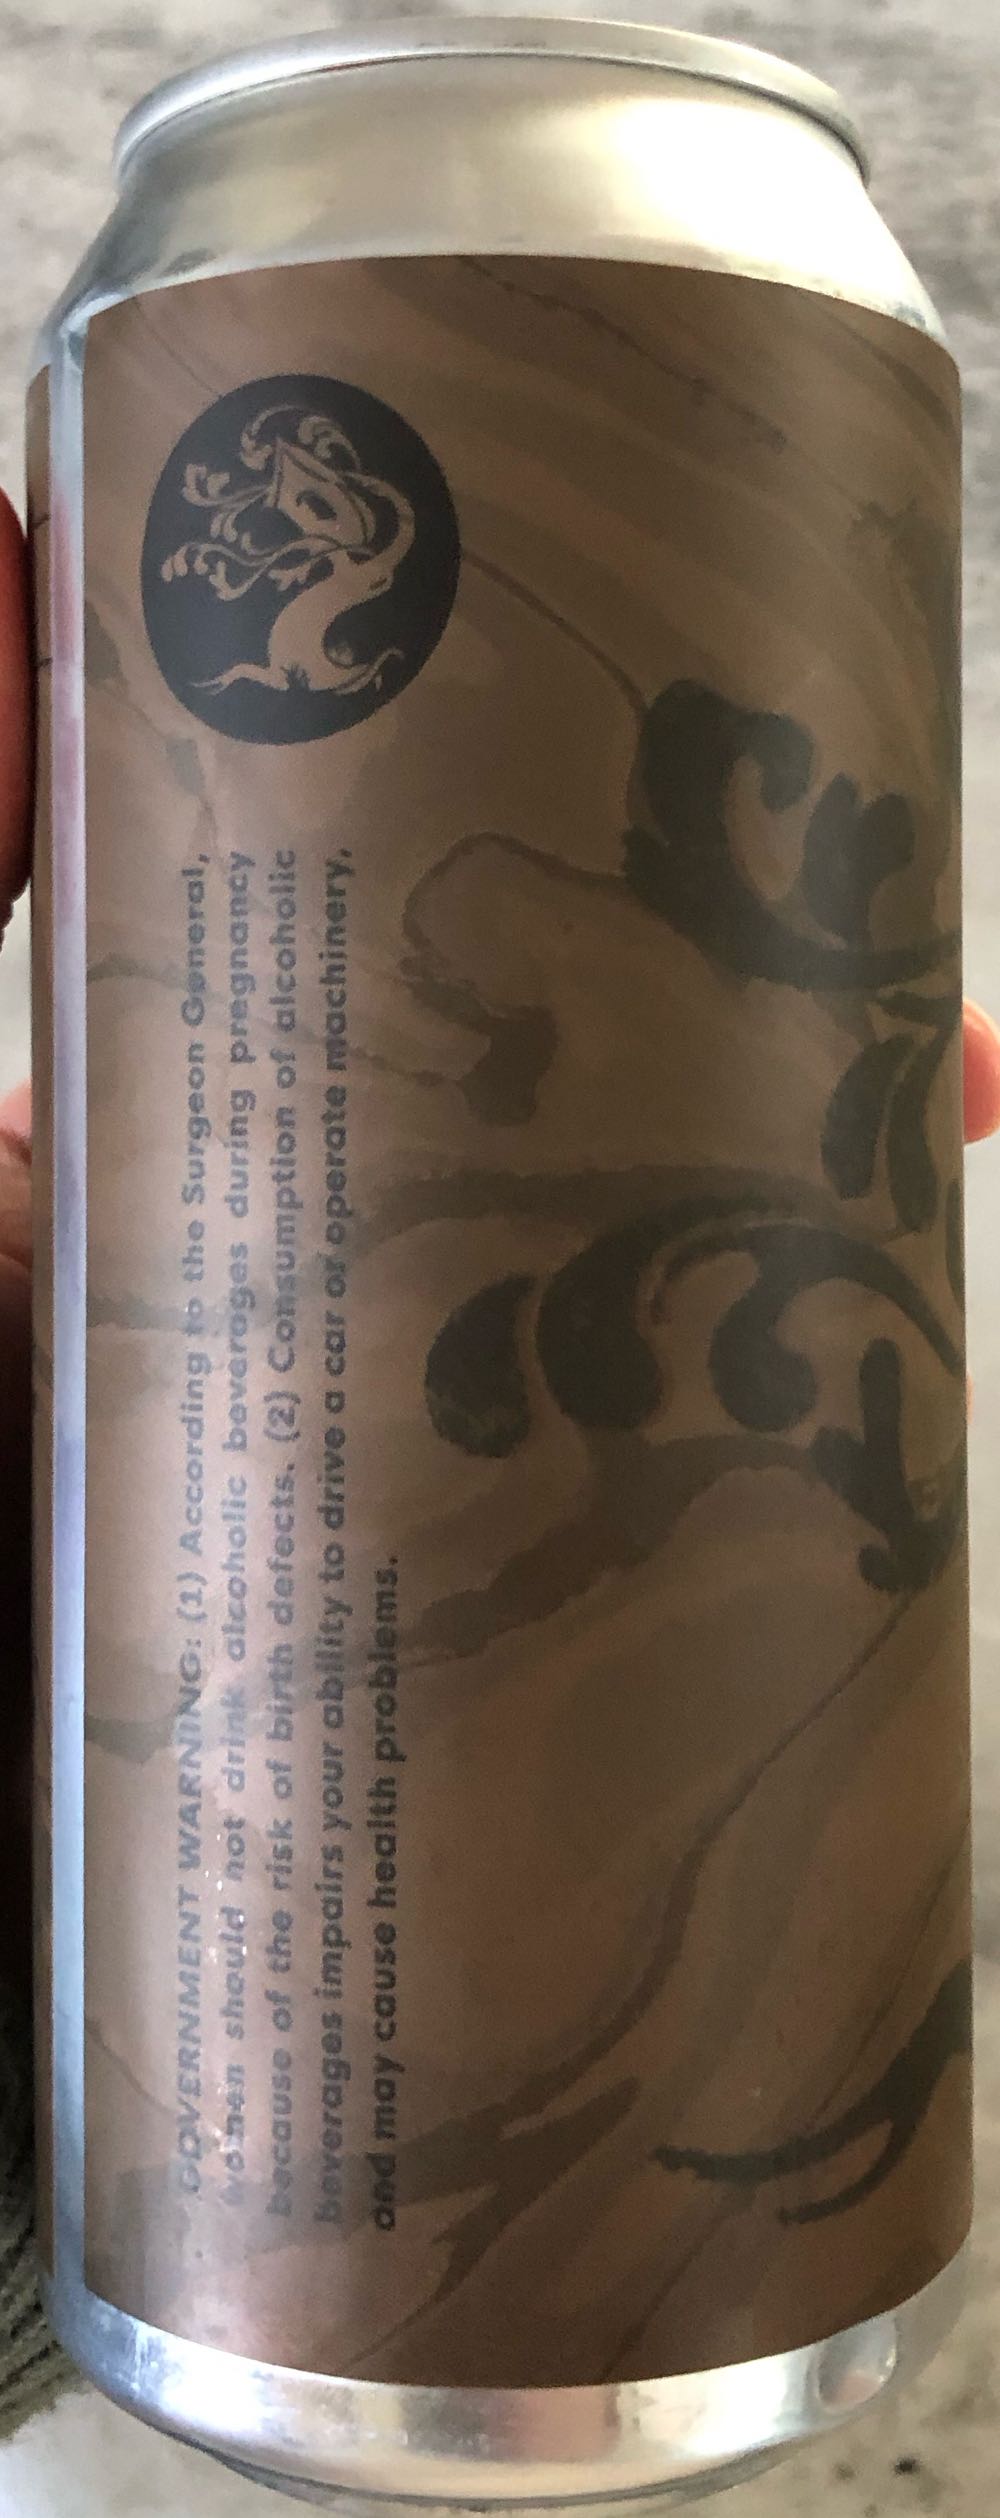 GOVERNMENT WARNING: (1) According to the Surgeon General,
women should not drink alcoholic beverages during pregnancy
because of the risk of birth defects. (2) Consumption of alcoholic
beverages impairs your ability to drive a car or operate machinery,
and may cause health problems.